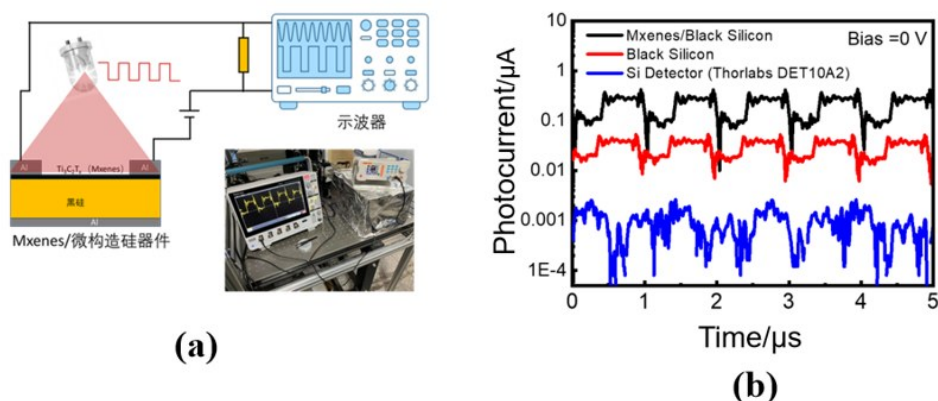 示波器
Al
Ti₃C₂Tₓ（Mxenes）
Al
黑硅
Al
Mxenes/微构造硅器件
(a)
Mxenes/Black Silicon
Black Silicon
Si Detector (Thorlabs DET10A2)
Bias =0 V
Photocurrent/μA
10
1
0.1
0.01
0.001
1E-4
0 1 2 3 4 5
Time/μs
(b)